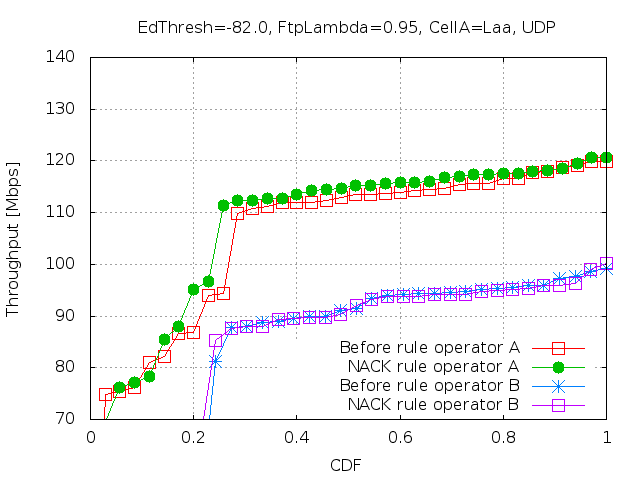 EdThresh=-82.0, FtpLambda=0.95, CellA=Laa, UDP
140
130
120
110
100
90
80
70
Throughput [Mbps]
Before rule operator A
NACK rule operator A
Before rule operator B
NACK rule operator B
0
0.2
0.4
0.6
0.8
1
CDF